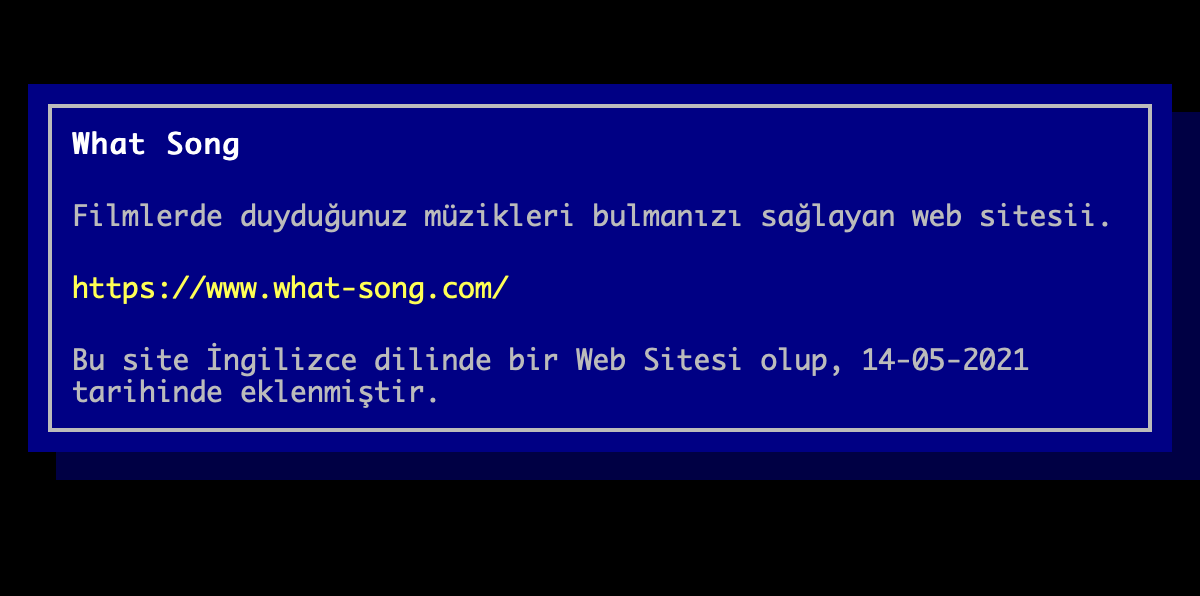 What Song
Filmlerde duyduğunuz müzikleri bulmanızı sağlayan web sitesii.
https://www.what-song.com/
Bu site İngilizce dilinde bir Web Sitesi olup, 14-05-2021
tarihinde eklenmiştir.